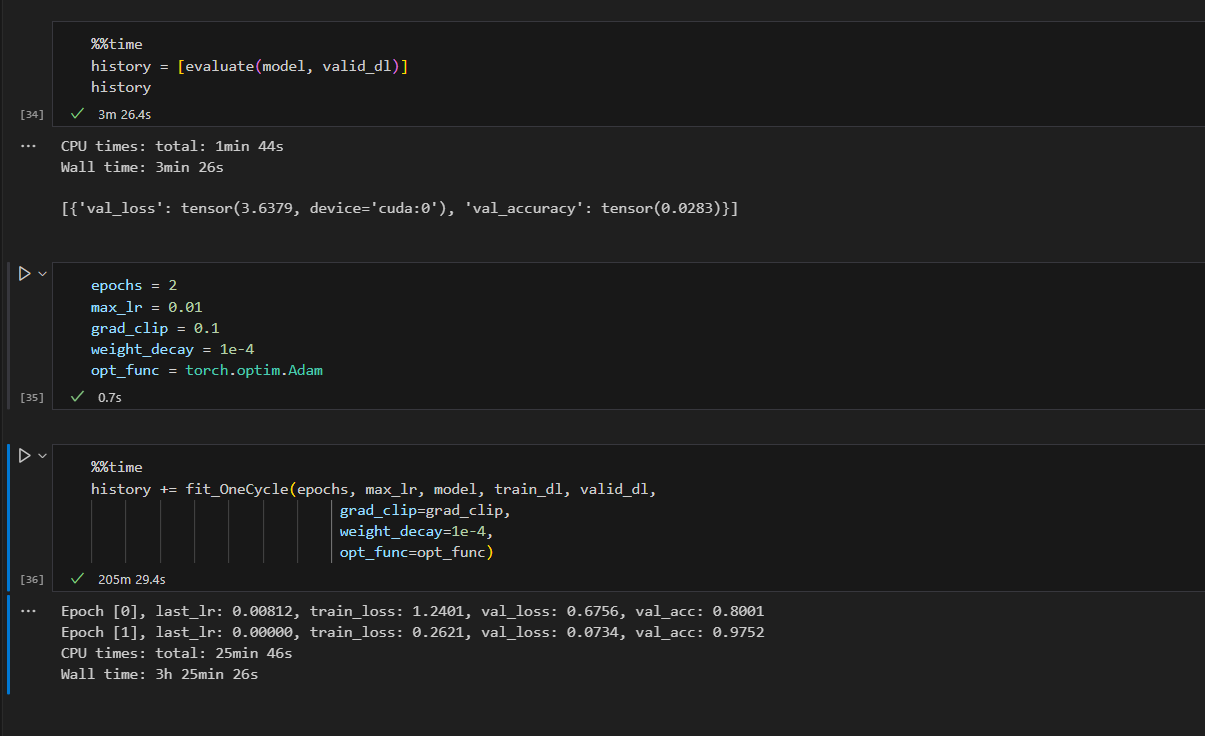 %%time
history = [evaluate(model, valid_dl)]
history
[34]
3m 26.4s
CPU times: total: 1min 44s
Wall time: 3min 26s
[{'val_loss': tensor(3.6379, device='cuda:0'), 'val_accuracy': tensor(0.0283)}]
epochs = 2
max_lr = 0.01
grad_clip = 0.1
weight_decay = 1e-4
opt_func = torch.optim.Adam
[35]
0.7s
%%time
history += fit_OneCycle(epochs, max_lr, model, train_dl, valid_dl,
grad_clip=grad_clip,
weight_decay=1e-4,
opt_func=opt_func)
[36]
205m 29.4s
Epoch [0], last_lr: 0.00812, train_loss: 1.2401, val_loss: 0.6756, val_acc: 0.8001
Epoch [1], last_lr: 0.00000, train_loss: 0.2621, val_loss: 0.0734, val_acc: 0.9752
CPU times: total: 25min 46s
Wall time: 3h 25min 26s